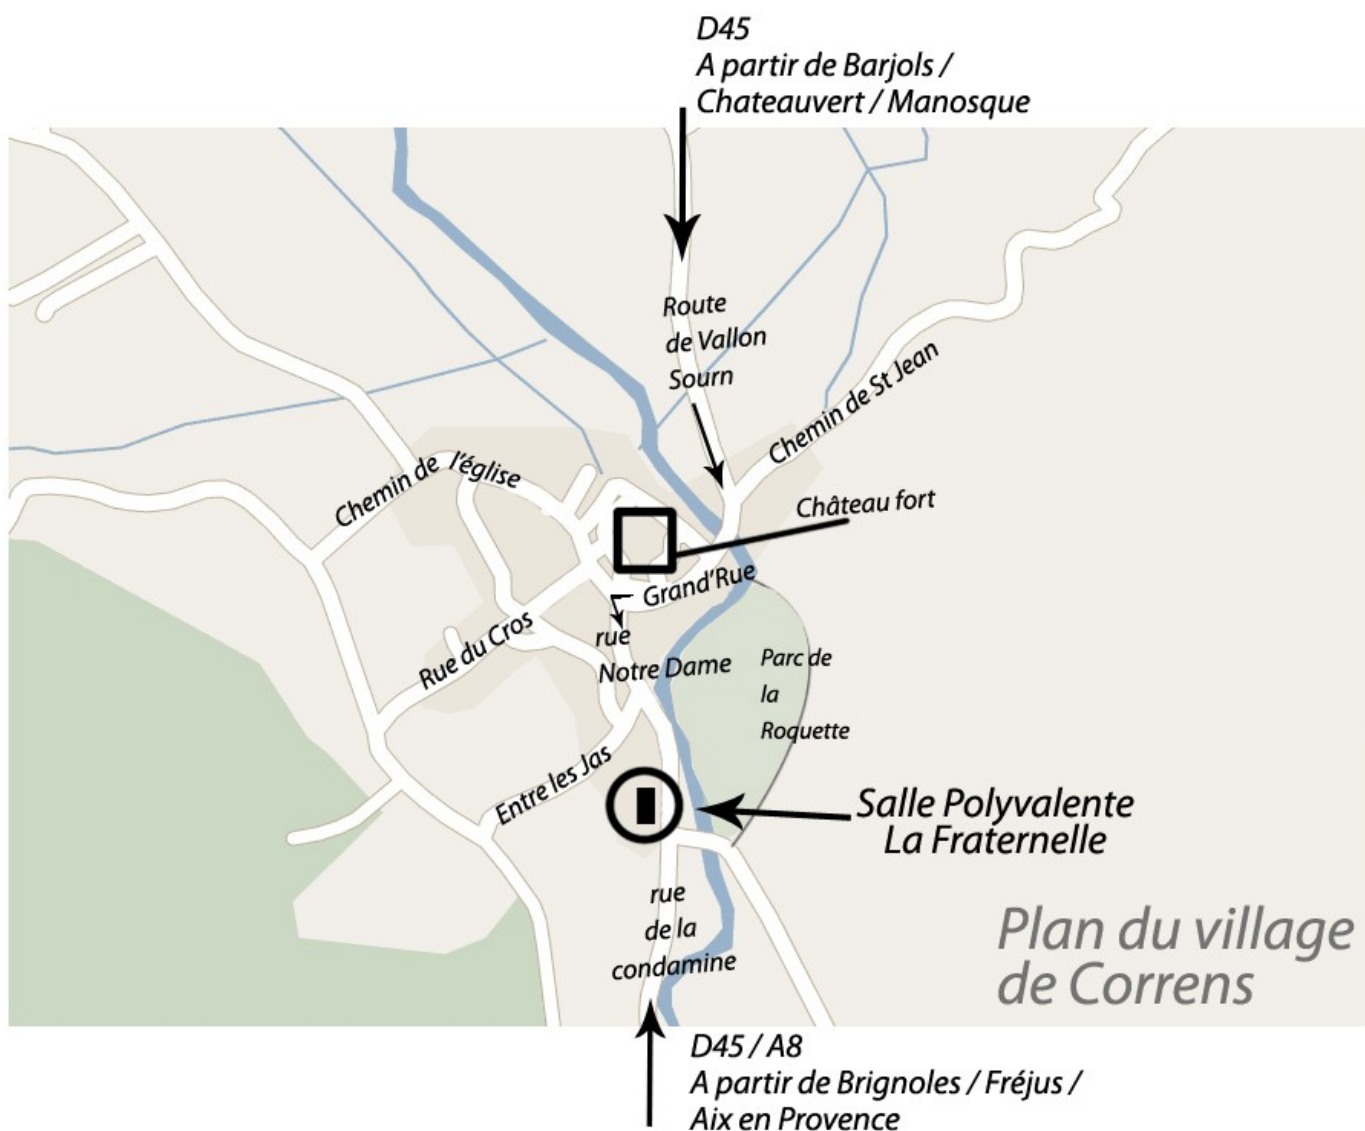 D45
A partir de Barjols /
Chateauvert / Manosque
Route
de Vallon
Sourn
Chemin de St Jean
Chemin de l'église
Château fort
Grand'Rue
Rue du Cros
rue
Notre Dame
Parc de
la
Roquette
Entre les Jas
Salle Polyvalente
La Fraternelle
rue
de la
condamine
Plan du village
de Correns
D45 / A8
A partir de Brignoles / Fréjus /
Aix en Provence